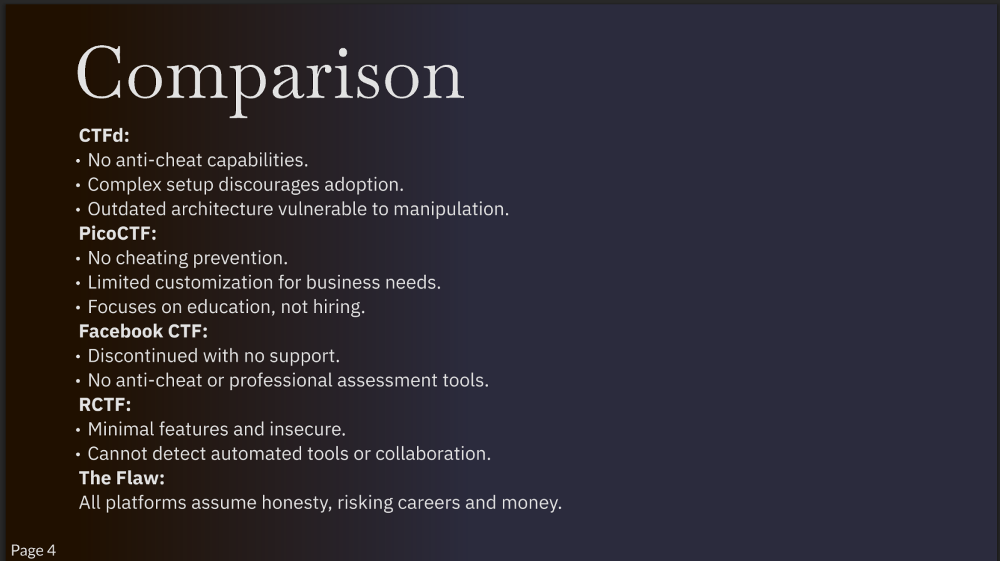 Comparison
CTFd:
• No anti-cheat capabilities.
• Complex setup discourages adoption.
• Outdated architecture vulnerable to manipulation.
PicoCTF:
• No cheating prevention.
• Limited customization for business needs.
• Focuses on education, not hiring.
Facebook CTF:
• Discontinued with no support.
• No anti-cheat or professional assessment tools.
RCTF:
• Minimal features and insecure.
• Cannot detect automated tools or collaboration.
The Flaw:
All platforms assume honesty, risking careers and money.
Page 4